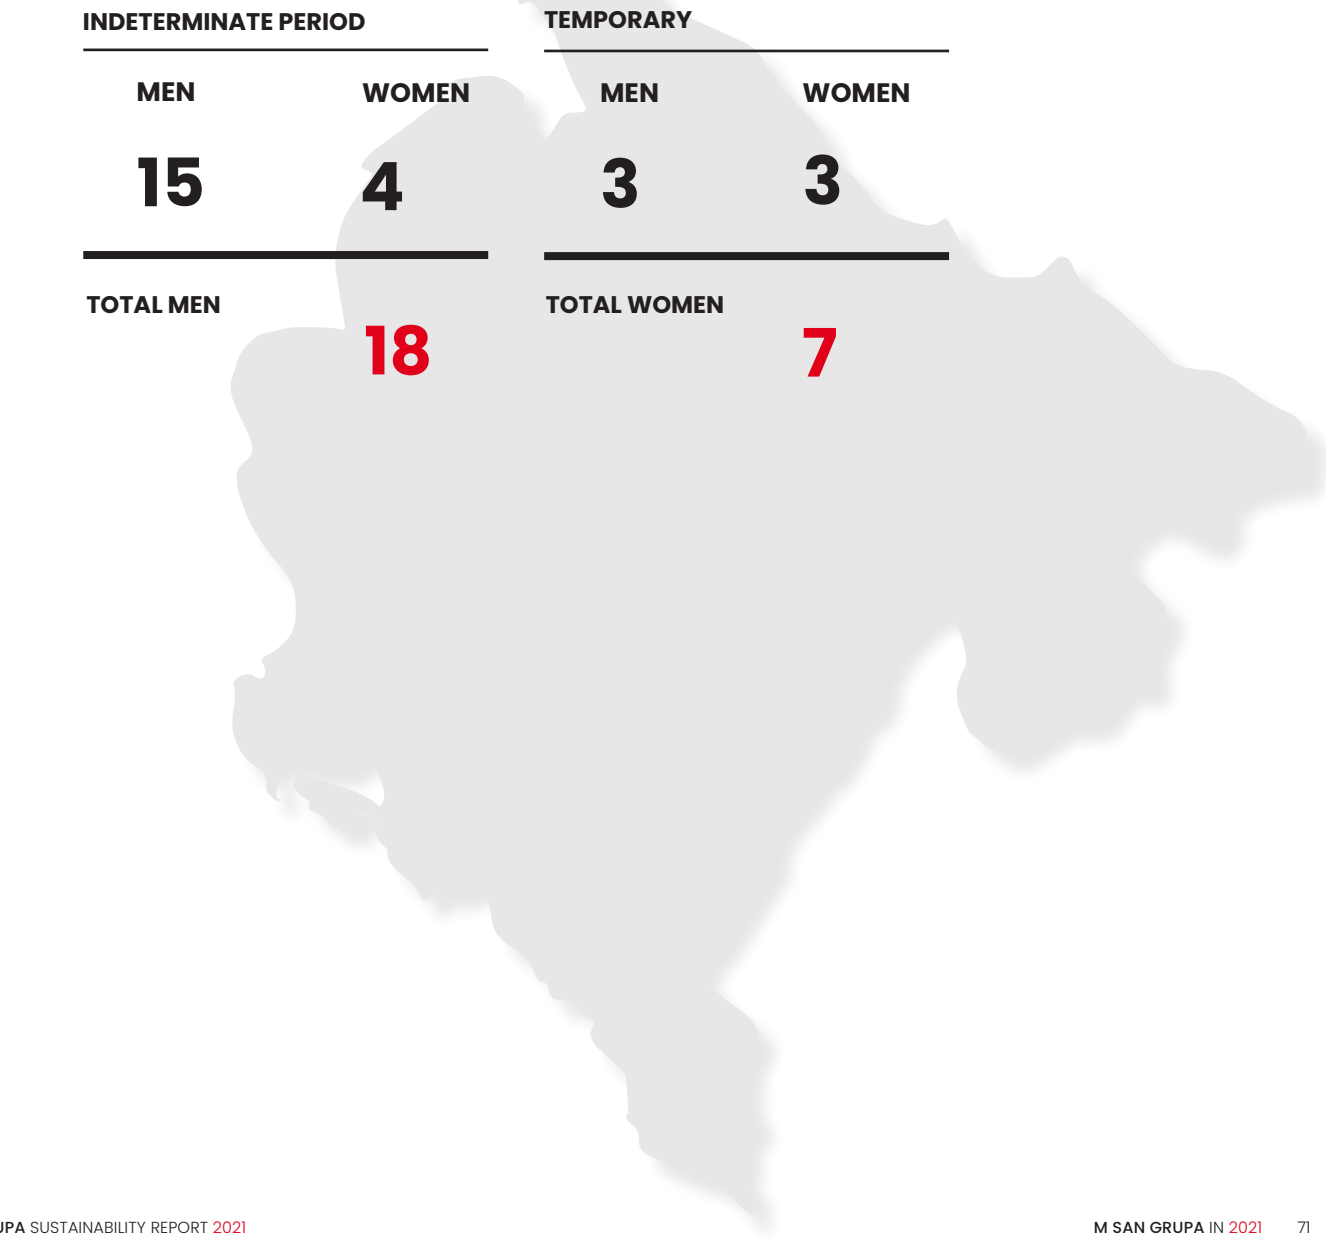 INDETERMINATE PERIOD
MEN WOMEN
15 4
TEMPORARY
MEN WOMEN
3 3
TOTAL MEN
18
TOTAL WOMEN
7
SUSTAINABILITY REPORT 2021
M SAN GRUPA IN 2021 71